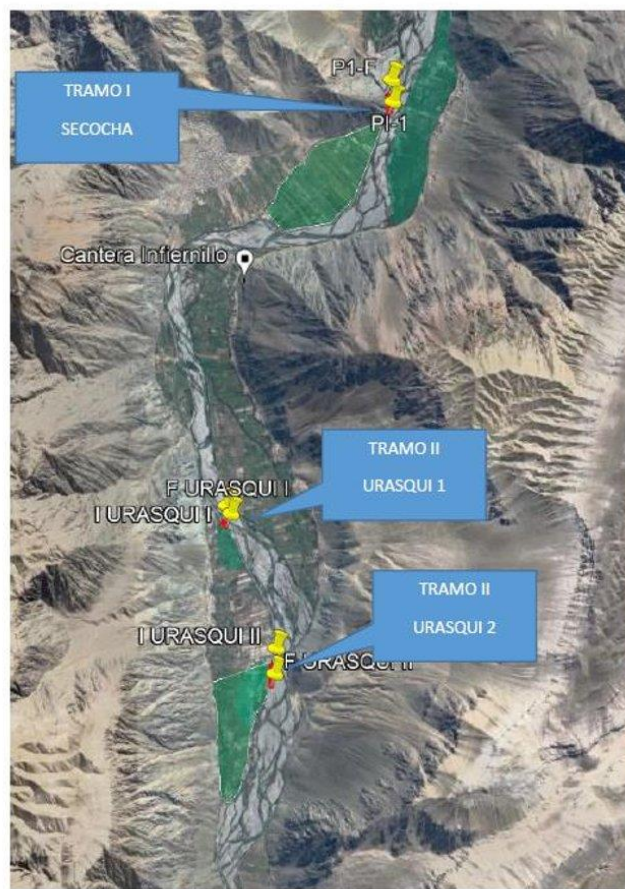 P1-F
TRAMO I
SECOCHA
PI-1
Cantera Infiernillo
TRAMO II
URASQUI 1
F URASQUI I
I URASQUI I
TRAMO II
URASQUI 2
I URASQUI II
F URASQUI II